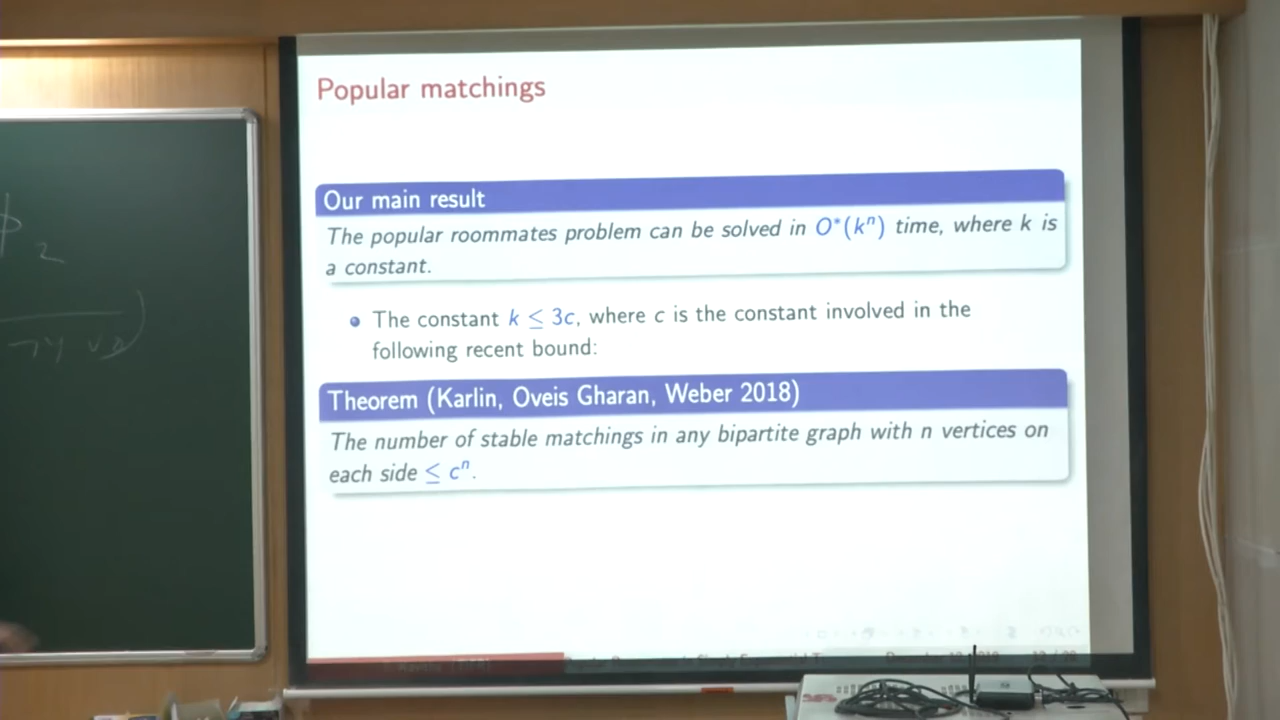 Popular matchings
Our main result
The popular roommates problem can be solved in O*(kⁿ) time, where k is
a constant.
• The constant k ≤ 3c, where c is the constant involved in the
following recent bound:
Theorem (Karlin, Oveis Gharan, Weber 2018)
The number of stable matchings in any bipartite graph with n vertices on
each side ≤ cⁿ.